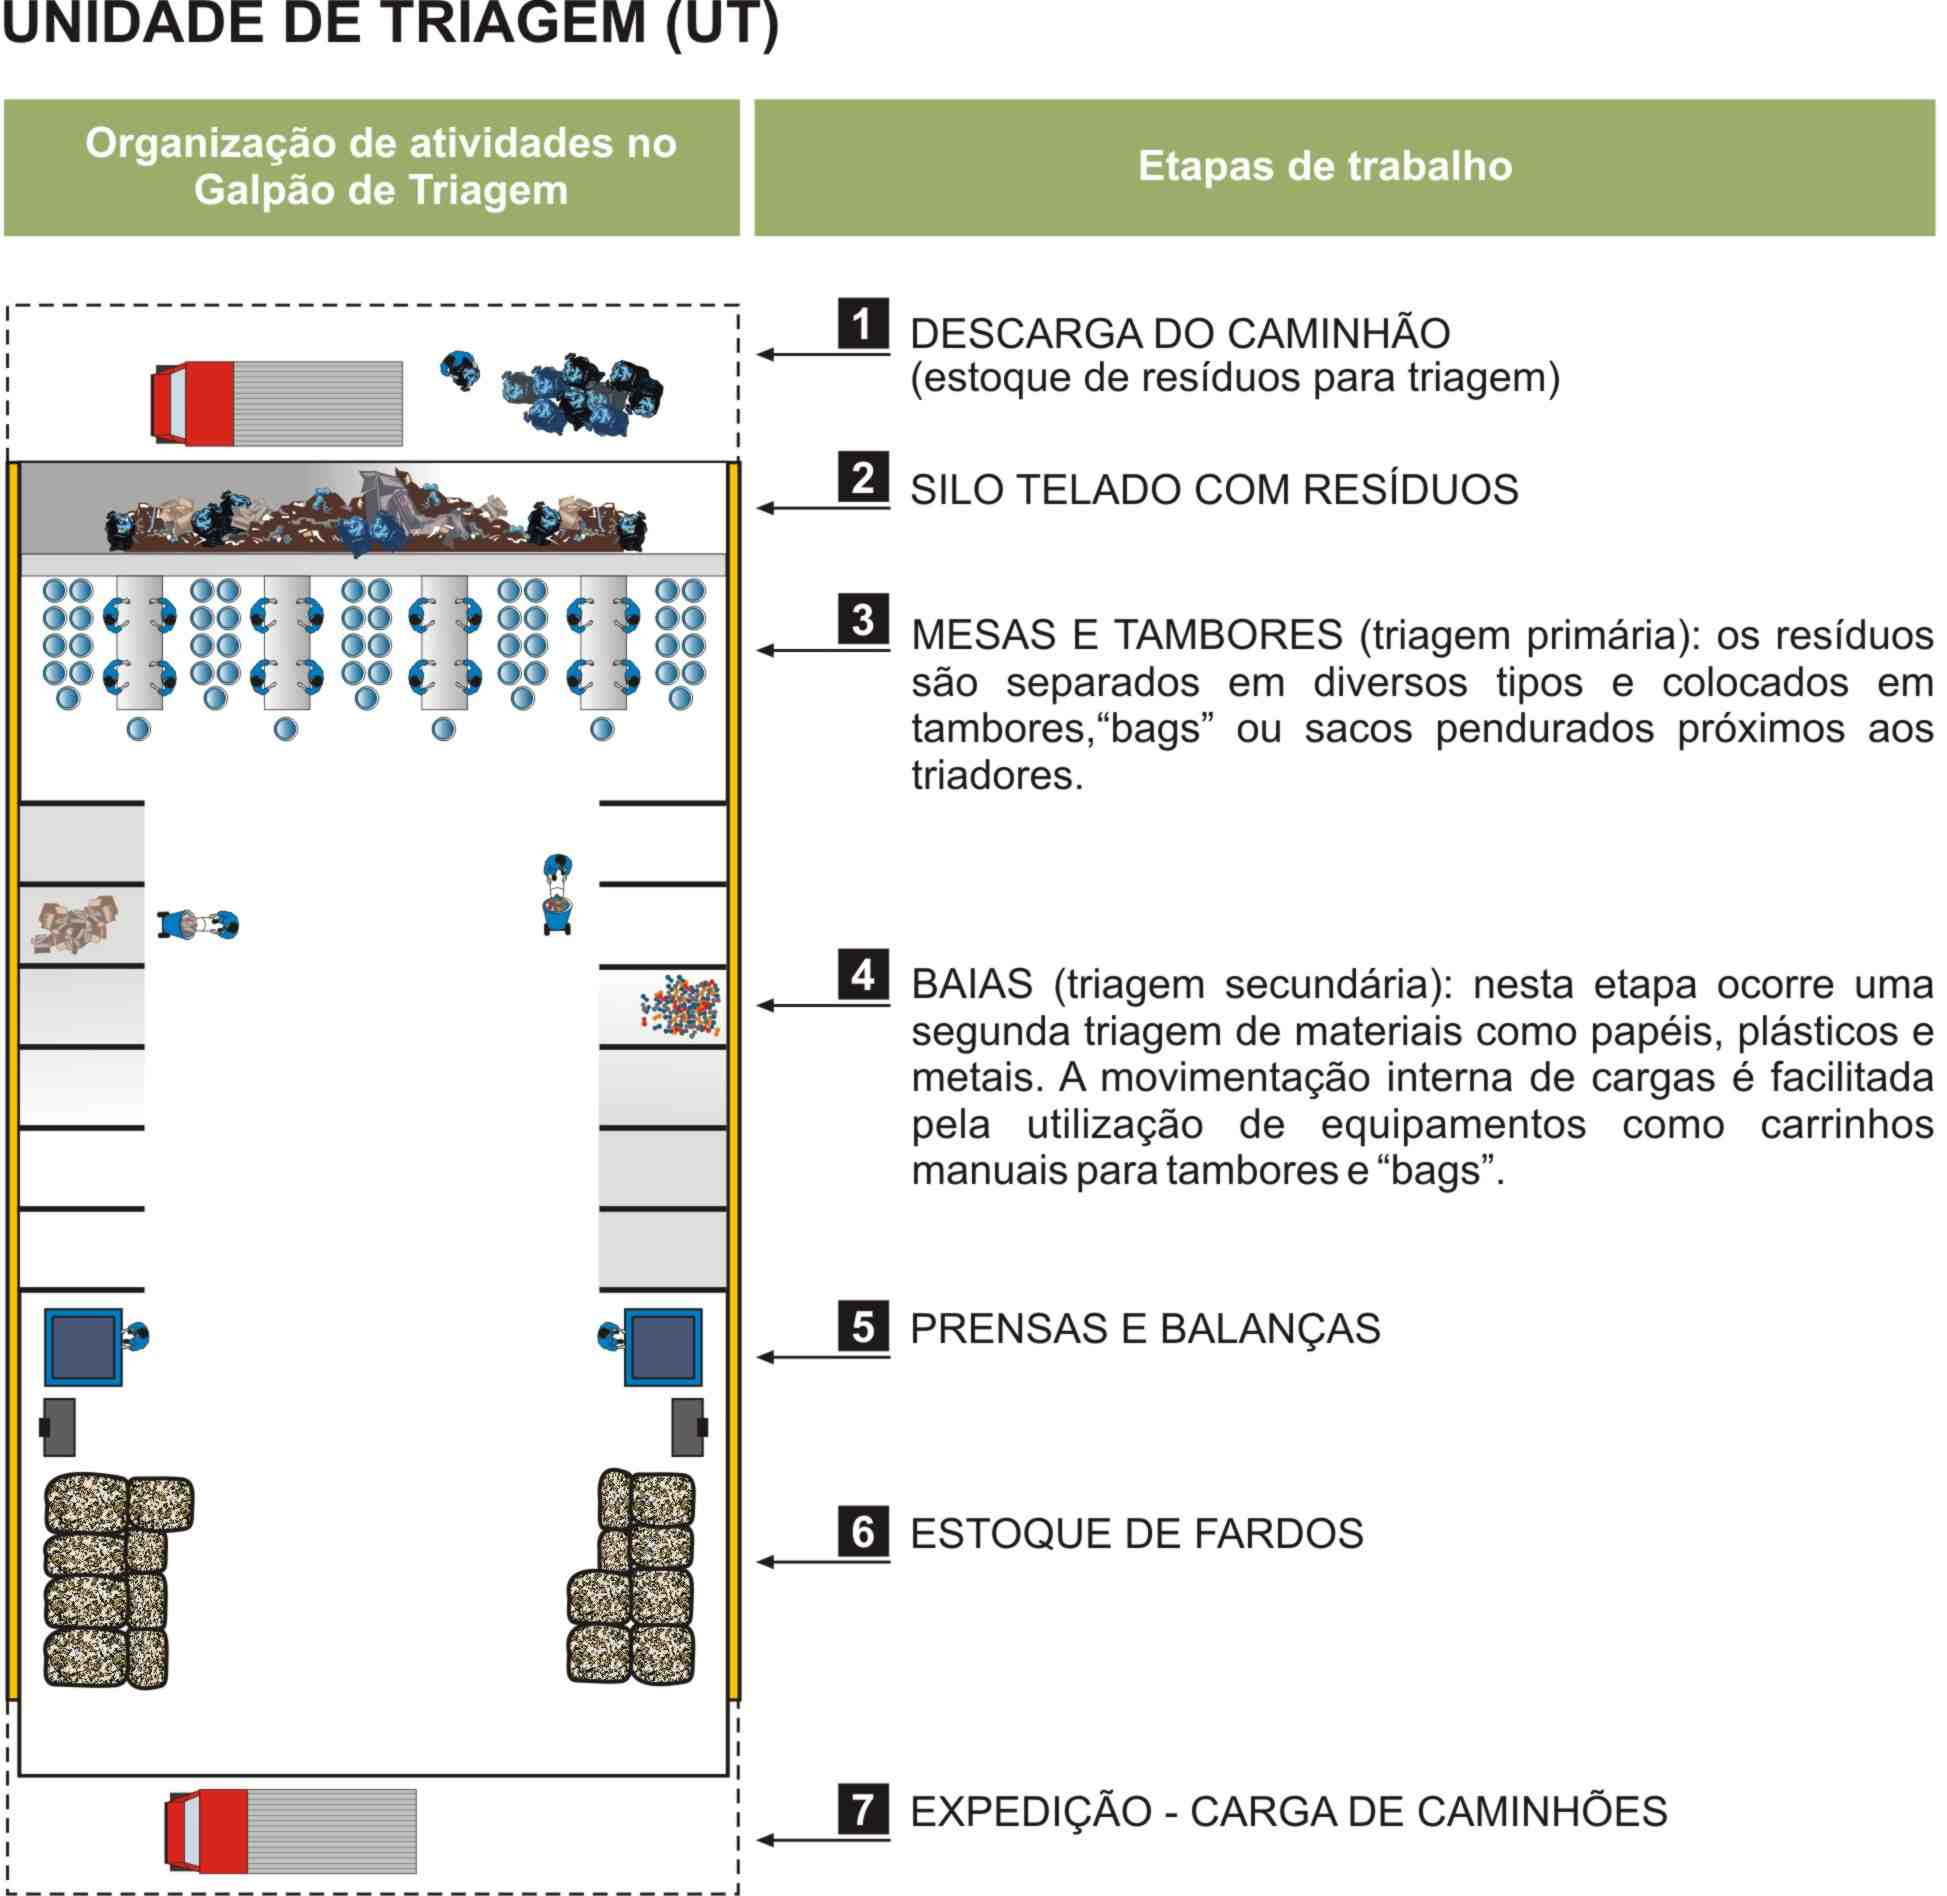 UNIDADE DE TRIAGEM (UT)
Organização de atividades no
Galpão de Triagem
Etapas de trabalho
1 DESCARGA DO CAMINHÃO
(estoque de resíduos para triagem)
2 SILO TELADO COM RESÍDUOS
3 MESAS E TAMBORES (triagem primária): os resíduos
são separados em diversos tipos e colocados em
tambores,“bags” ou sacos pendurados próximos aos
triadores.
4 BAIAS (triagem secundária): nesta etapa ocorre uma
segunda triagem de materiais como papéis, plásticos e
metais. A movimentação interna de cargas é facilitada
pela utilização de equipamentos como carrinhos
manuais para tambores e “bags”.
5 PRENSAS E BALANÇAS
6 ESTOQUE DE FARDOS
7 EXPEDIÇÃO - CARGA DE CAMINHÕES